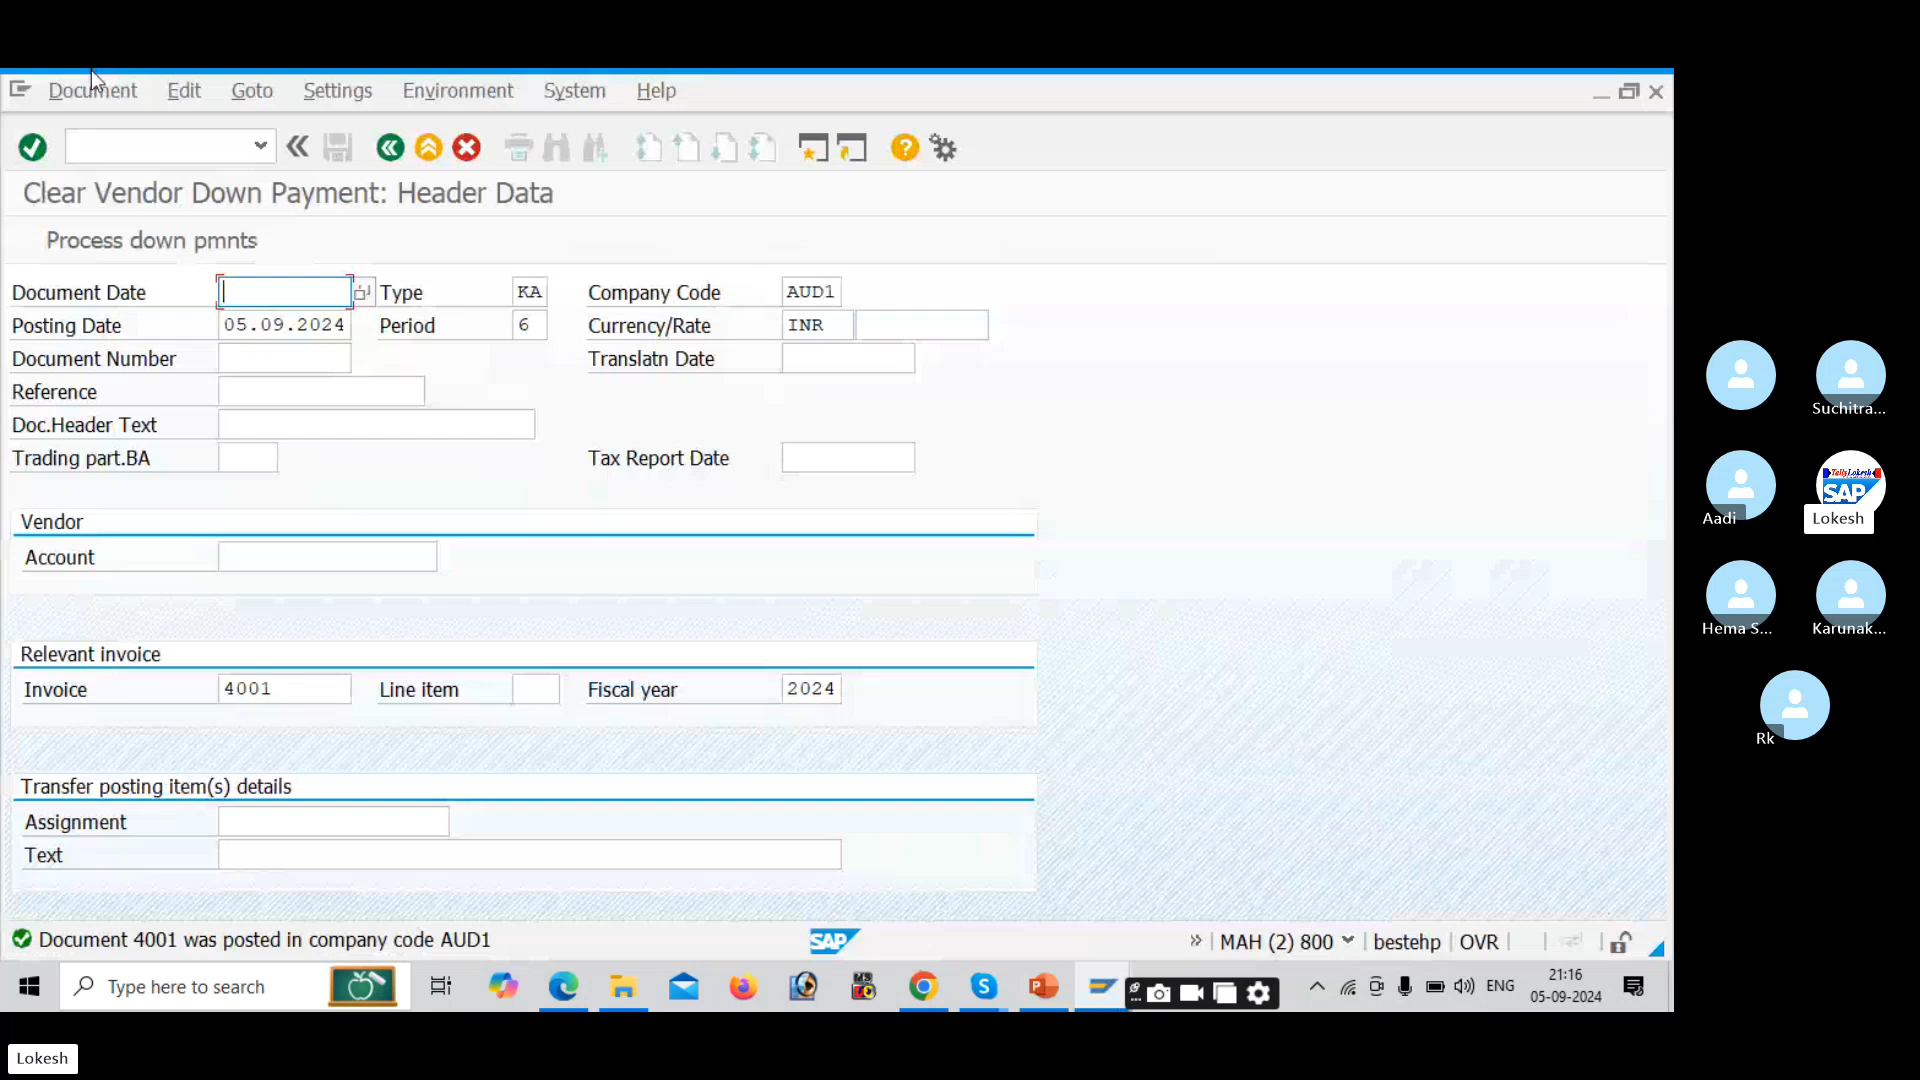 Document Edit Goto Settings Environment System Help
Clear Vendor Down Payment: Header Data
Process down pmnts
Document Date Type KA Company Code AUD1
Posting Date 05.09.2024 Period 6 Currency/Rate INR
Document Number Translatn Date
Reference
Doc.Header Text
Trading part.BA Tax Report Date
Vendor
Account
Relevant invoice
Invoice 4001 Line item Fiscal year 2024
Transfer posting item(s) details
Assignment
Text
Document 4001 was posted in company code AUD1 SAP MAH (2) 800 bestehp OVR
Type here to search ENG 21:16
05-09-2024
Suchitra...
TallyLokesh
SAP
Aadi Lokesh
Hema S... Karunak...
Rk
Lokesh